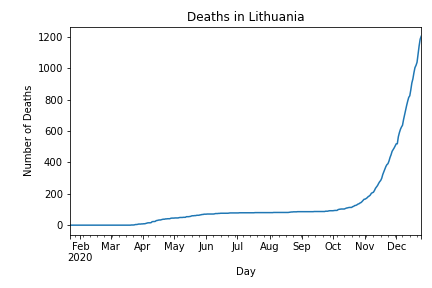 Deaths in Lithuania
Number of Deaths
1200
1000
800
600
400
200
0
Feb Mar Apr May Jun Jul Aug Sep Oct Nov Dec
2020
Day